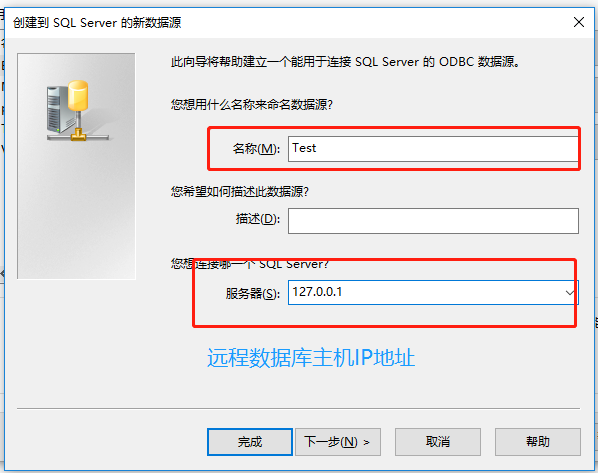 创建到 SQL Server 的新数据源
此向导将帮助建立一个能用于连接 SQL Server 的 ODBC 数据源。
您想用什么名称来命名数据源?
名称(M): Test
您希望如何描述此数据源?
描述(D):
您想连接哪一个 SQL Server?
服务器(S): 127.0.0.1
远程数据库主机IP地址
完成 下一步(N) > 取消 帮助